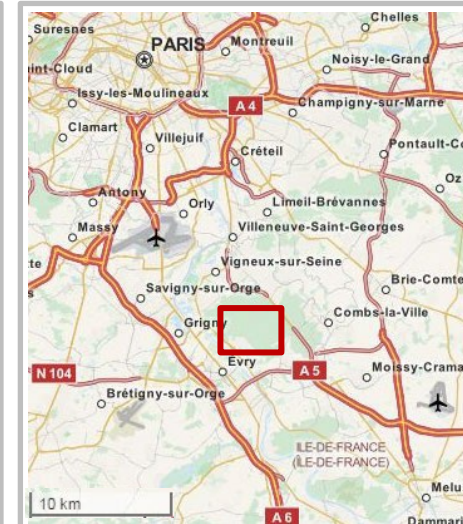 Chelles
Suresnes
PARIS
Montreuil
Noisy-le-Grand
int-Cloud
Issy-les-Moulineaux
A 4
Champigny-sur-Marne
Clamart
Villejuif
Créteil
Pontault-Co
Oz
Antony
Orly
Limeil-Brévannes
Massy
Villeneuve-Saint-Georges
te
Vigneux-sur-Seine
s
Savigny-sur-Orge
Brie-Comte
Grigny
Combs-la-Ville
N 104
Évry
A 5
Moissy-Crama
Brétigny-sur-Orge
ILE-DE-FRANCE
(ÎLE-DE-FRANCE)
Melu
10 km
A 6
Dammari